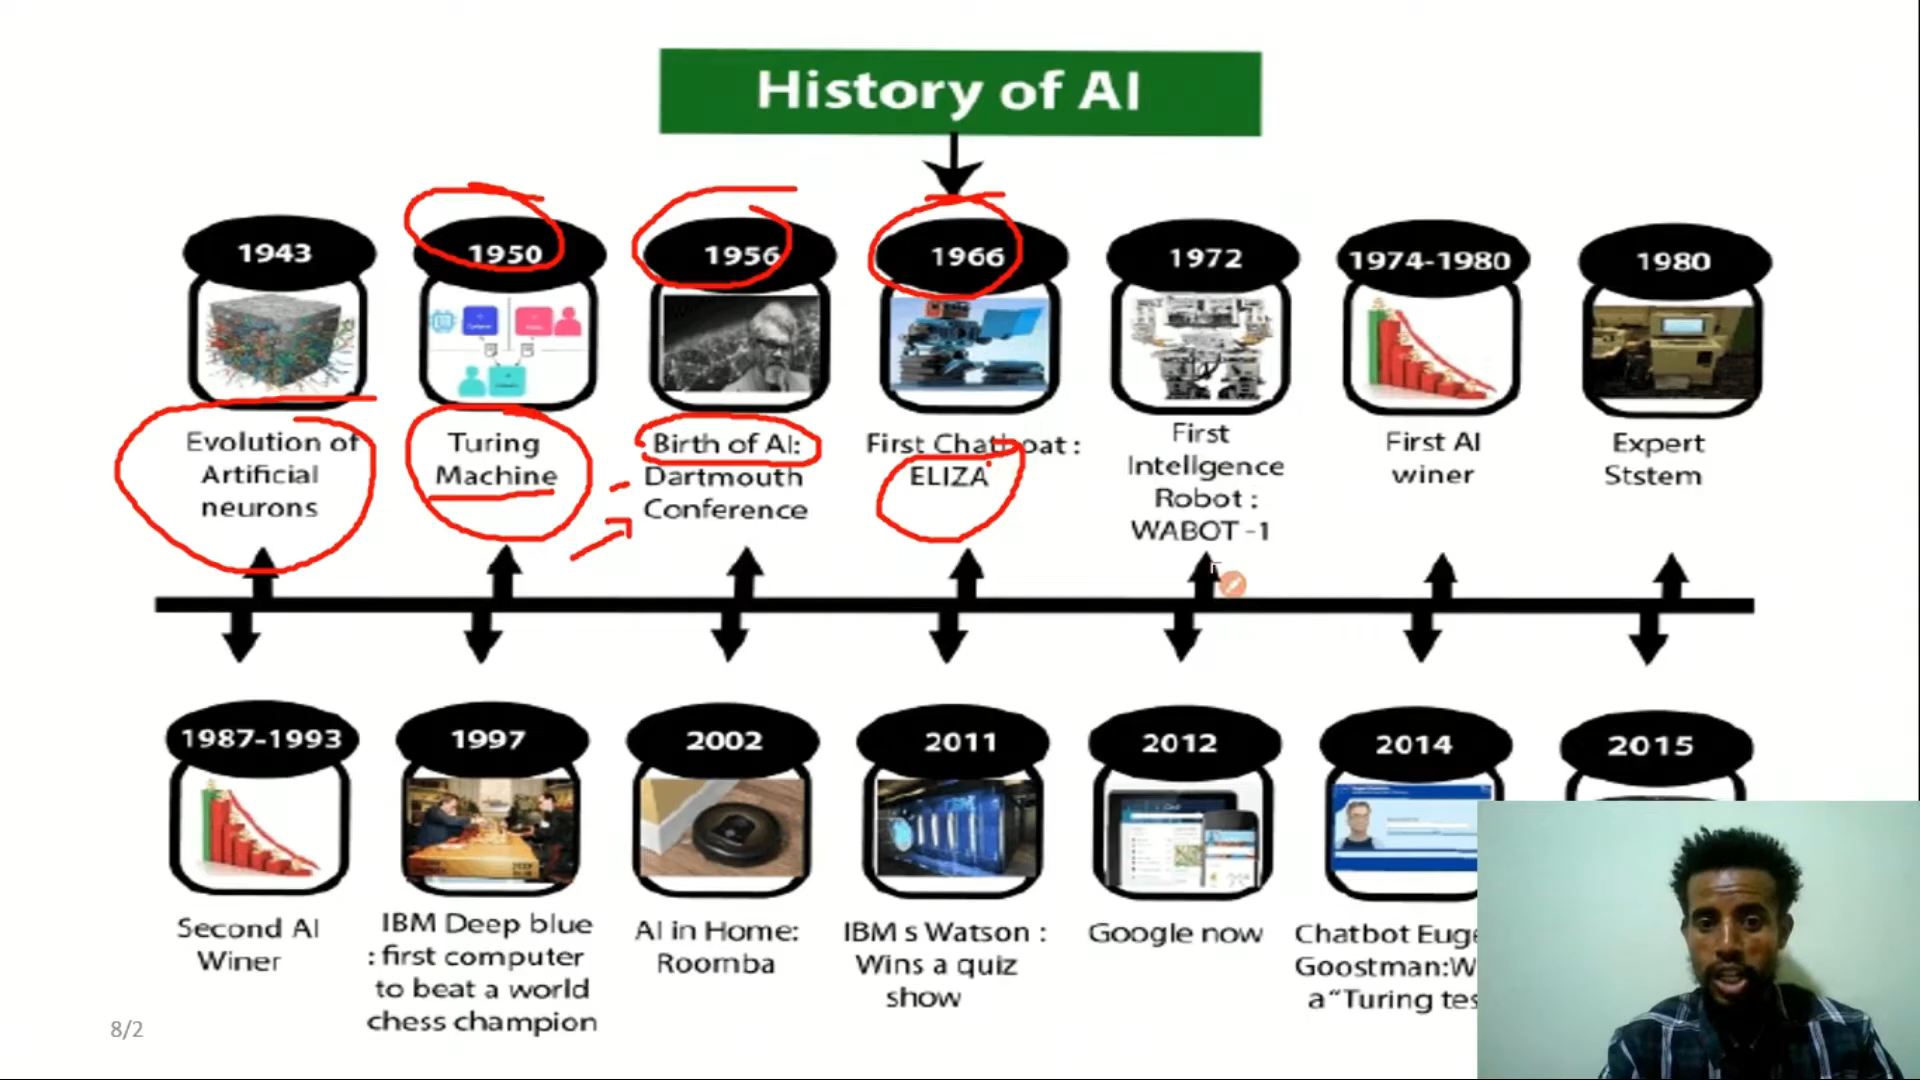 History of AI
1943
1950
1956
1966
1972
1974-1980
1980
Evolution of
Artificial
neurons
Turing
Machine
Birth of AI:
Dartmouth
Conference
First Chatboat :
ELIZA
First
Intellgence
Robot :
WABOT -1
First AI
winer
Expert
Ststem
1987-1993
1997
2002
2011
2012
2014
2015
Second AI
Winer
IBM Deep blue
: first computer
to beat a world
chess champion
AI in Home:
Roomba
IBM s Watson :
Wins a quiz
show
Google now
Chatbot Euge
Goostman:W
a“Turing tes
8/2